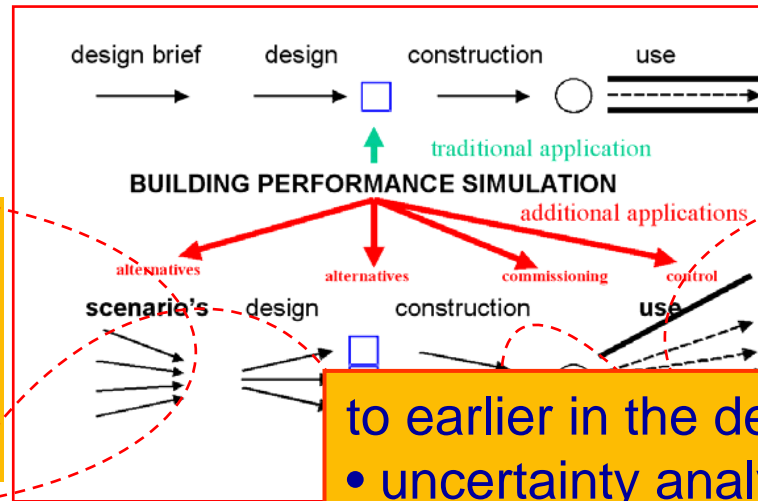 design brief design construction use
traditional application
BUILDING PERFORMANCE SIMULATION
additional applications
alternatives alternatives commissioning control
scenario's design construction use
to earlier in the de
• uncertainty analy